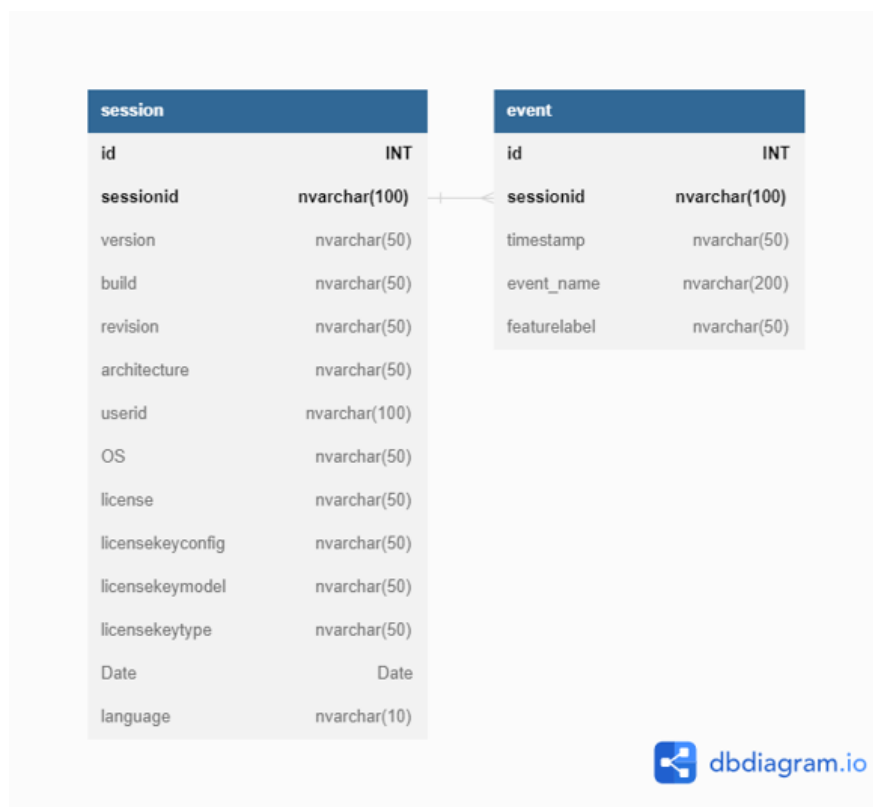 session
id INT
sessionid nvarchar(100)
version nvarchar(50)
build nvarchar(50)
revision nvarchar(50)
architecture nvarchar(50)
userid nvarchar(100)
OS nvarchar(50)
license nvarchar(50)
licensekeyconfig nvarchar(50)
licensekeymodel nvarchar(50)
licensekeytype nvarchar(50)
Date Date
language nvarchar(10)
event
id INT
sessionid nvarchar(100)
timestamp nvarchar(50)
event_name nvarchar(200)
featurelabel nvarchar(50)
dbdiagram.io